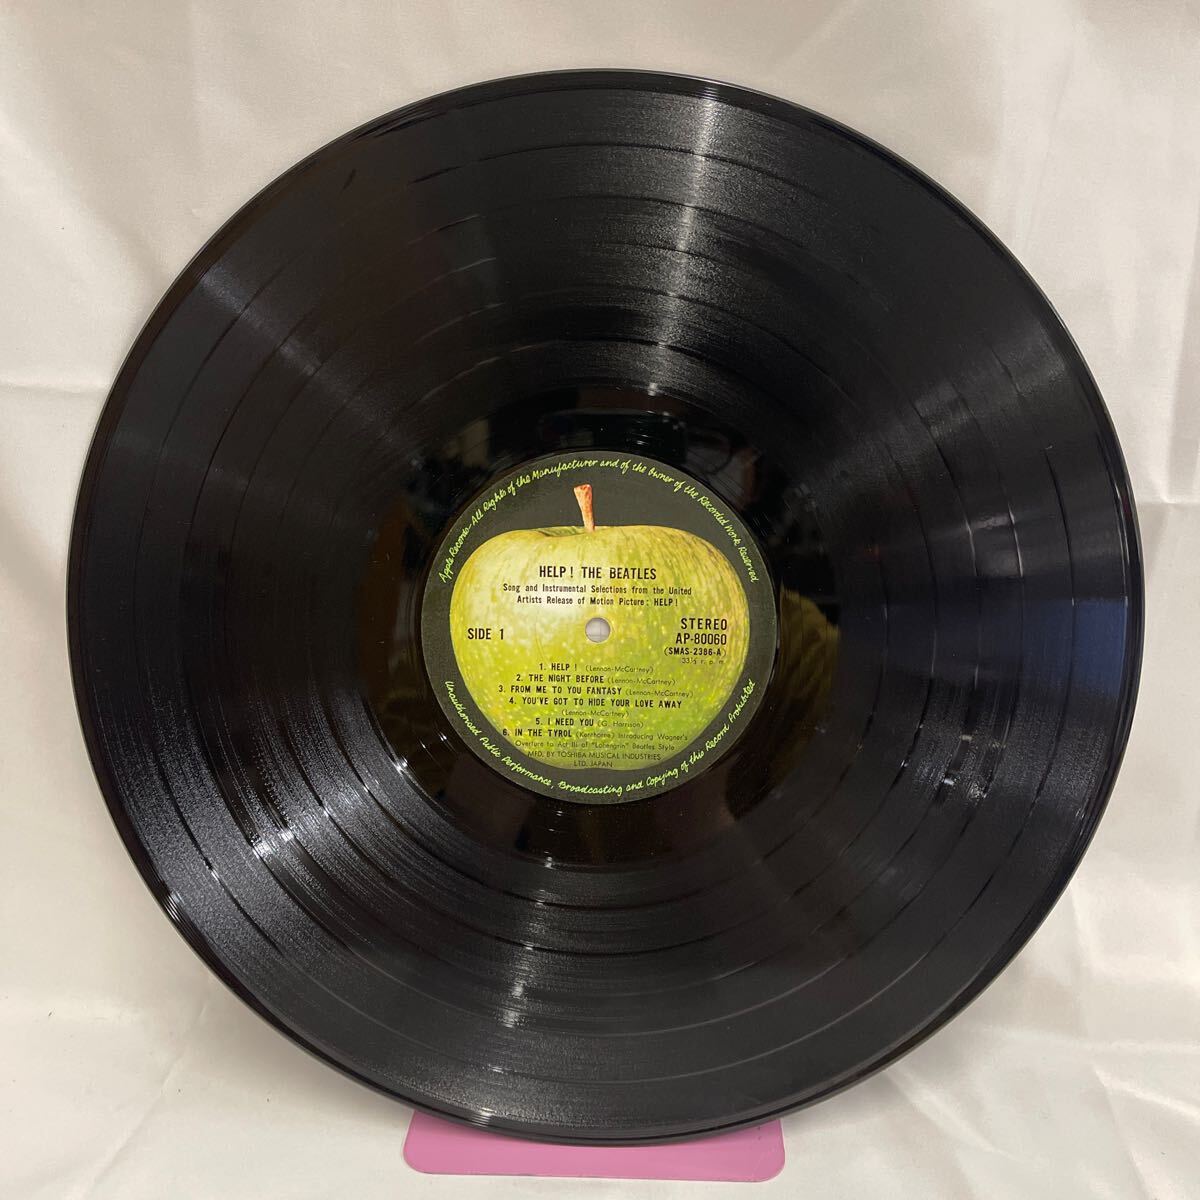 Apple Records-All Rights of the Manufacturer and of the Owner of the Recorded Work Reserved
HELP! THE BEATLES
Song and Instrumental Selections from the United
Artists Release of Motion Picture: HELP!
SIDE 1
STEREO
AP-80060
(SMAS-2386-A)
33⅓ r. p. m.
1. HELP! (Lennon-McCartney)
2. THE NIGHT BEFORE (Lennon-McCartney)
3. FROM ME TO YOU FANTASY (Lennon-McCartney)
4. YOU'VE GOT TO HIDE YOUR LOVE AWAY
(Lennon-McCartney)
5. I NEED YOU (G. Harrison)
6. IN THE TYROL (Kenthorne) Introducing Wagner's
Overture to Act III of "Lohengrin" Beatles Style
MFD. BY TOSHIBA MUSICAL INDUSTRIES
LTD. JAPAN
Unauthorised Public Performance, Broadcasting and Copying of this Record Prohibited